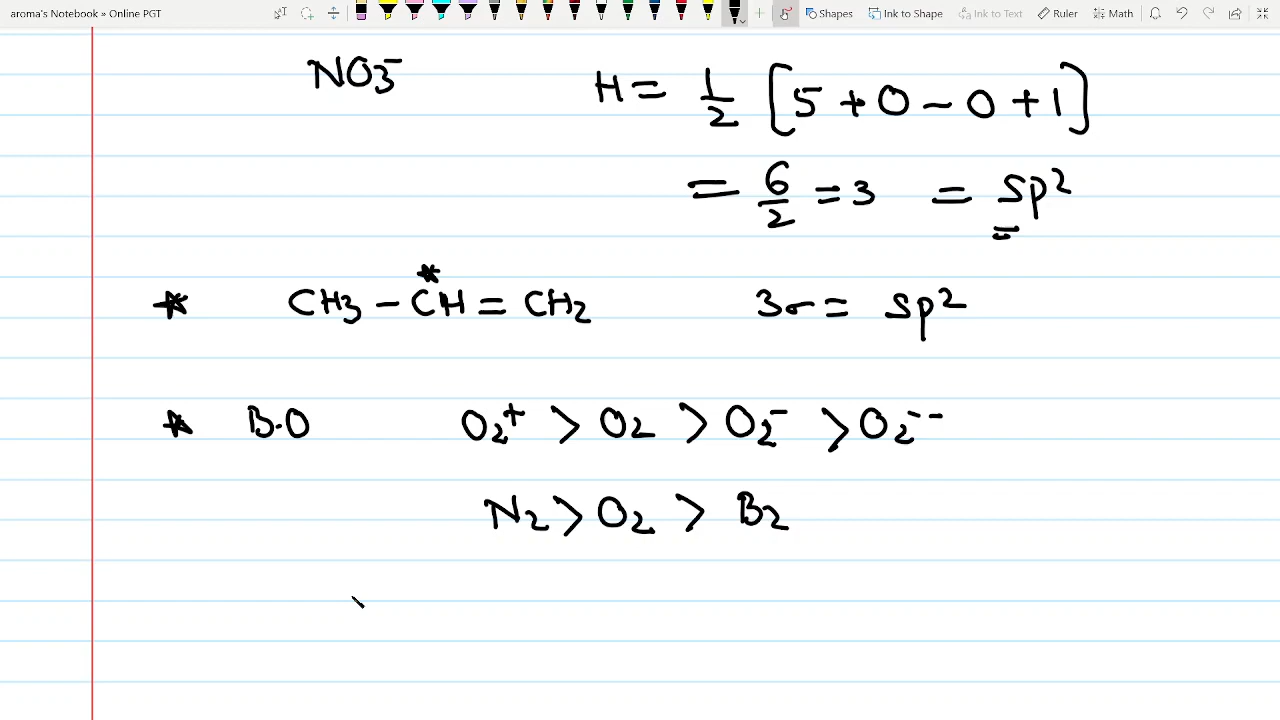 aroma's Notebook » Online PGT
Shapes Ink to Shape Ink to Text Ruler Math
NO3⁻ H = 1/2 [5 + 0 − 0 + 1]
= 6/2 = 3 = sp²
* CH3 − C*H = CH2 3σ = sp²
* B.O O2⁺ > O2 > O2⁻ > O2⁻⁻
N2 > O2 > B2